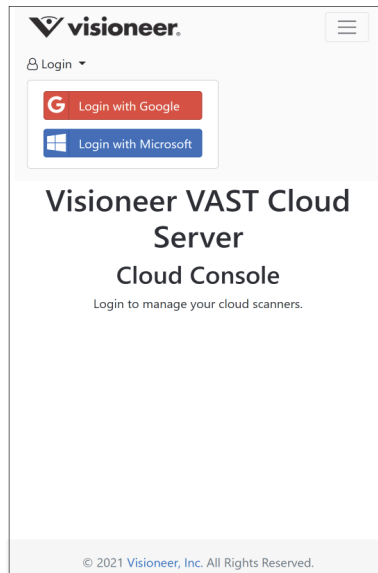 visioneer.
Login
Login with Google
Login with Microsoft
Visioneer VAST Cloud
Server
Cloud Console
Login to manage your cloud scanners.
© 2021 Visioneer, Inc. All Rights Reserved.